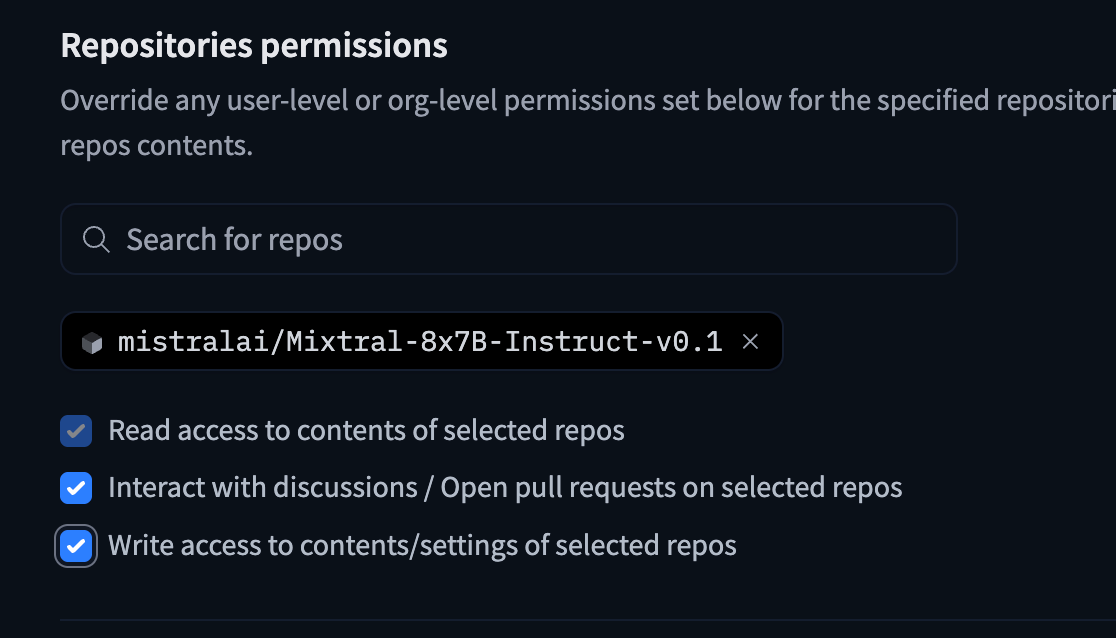 Repositories permissions
Override any user-level or org-level permissions set below for the specified
repos contents.
Search for repos
mistralai/Mixtral-8x7B-Instruct-v0.1
Read access to contents of selected repos
Interact with discussions / Open pull requests on selected repos
Write access to contents/settings of selected repos